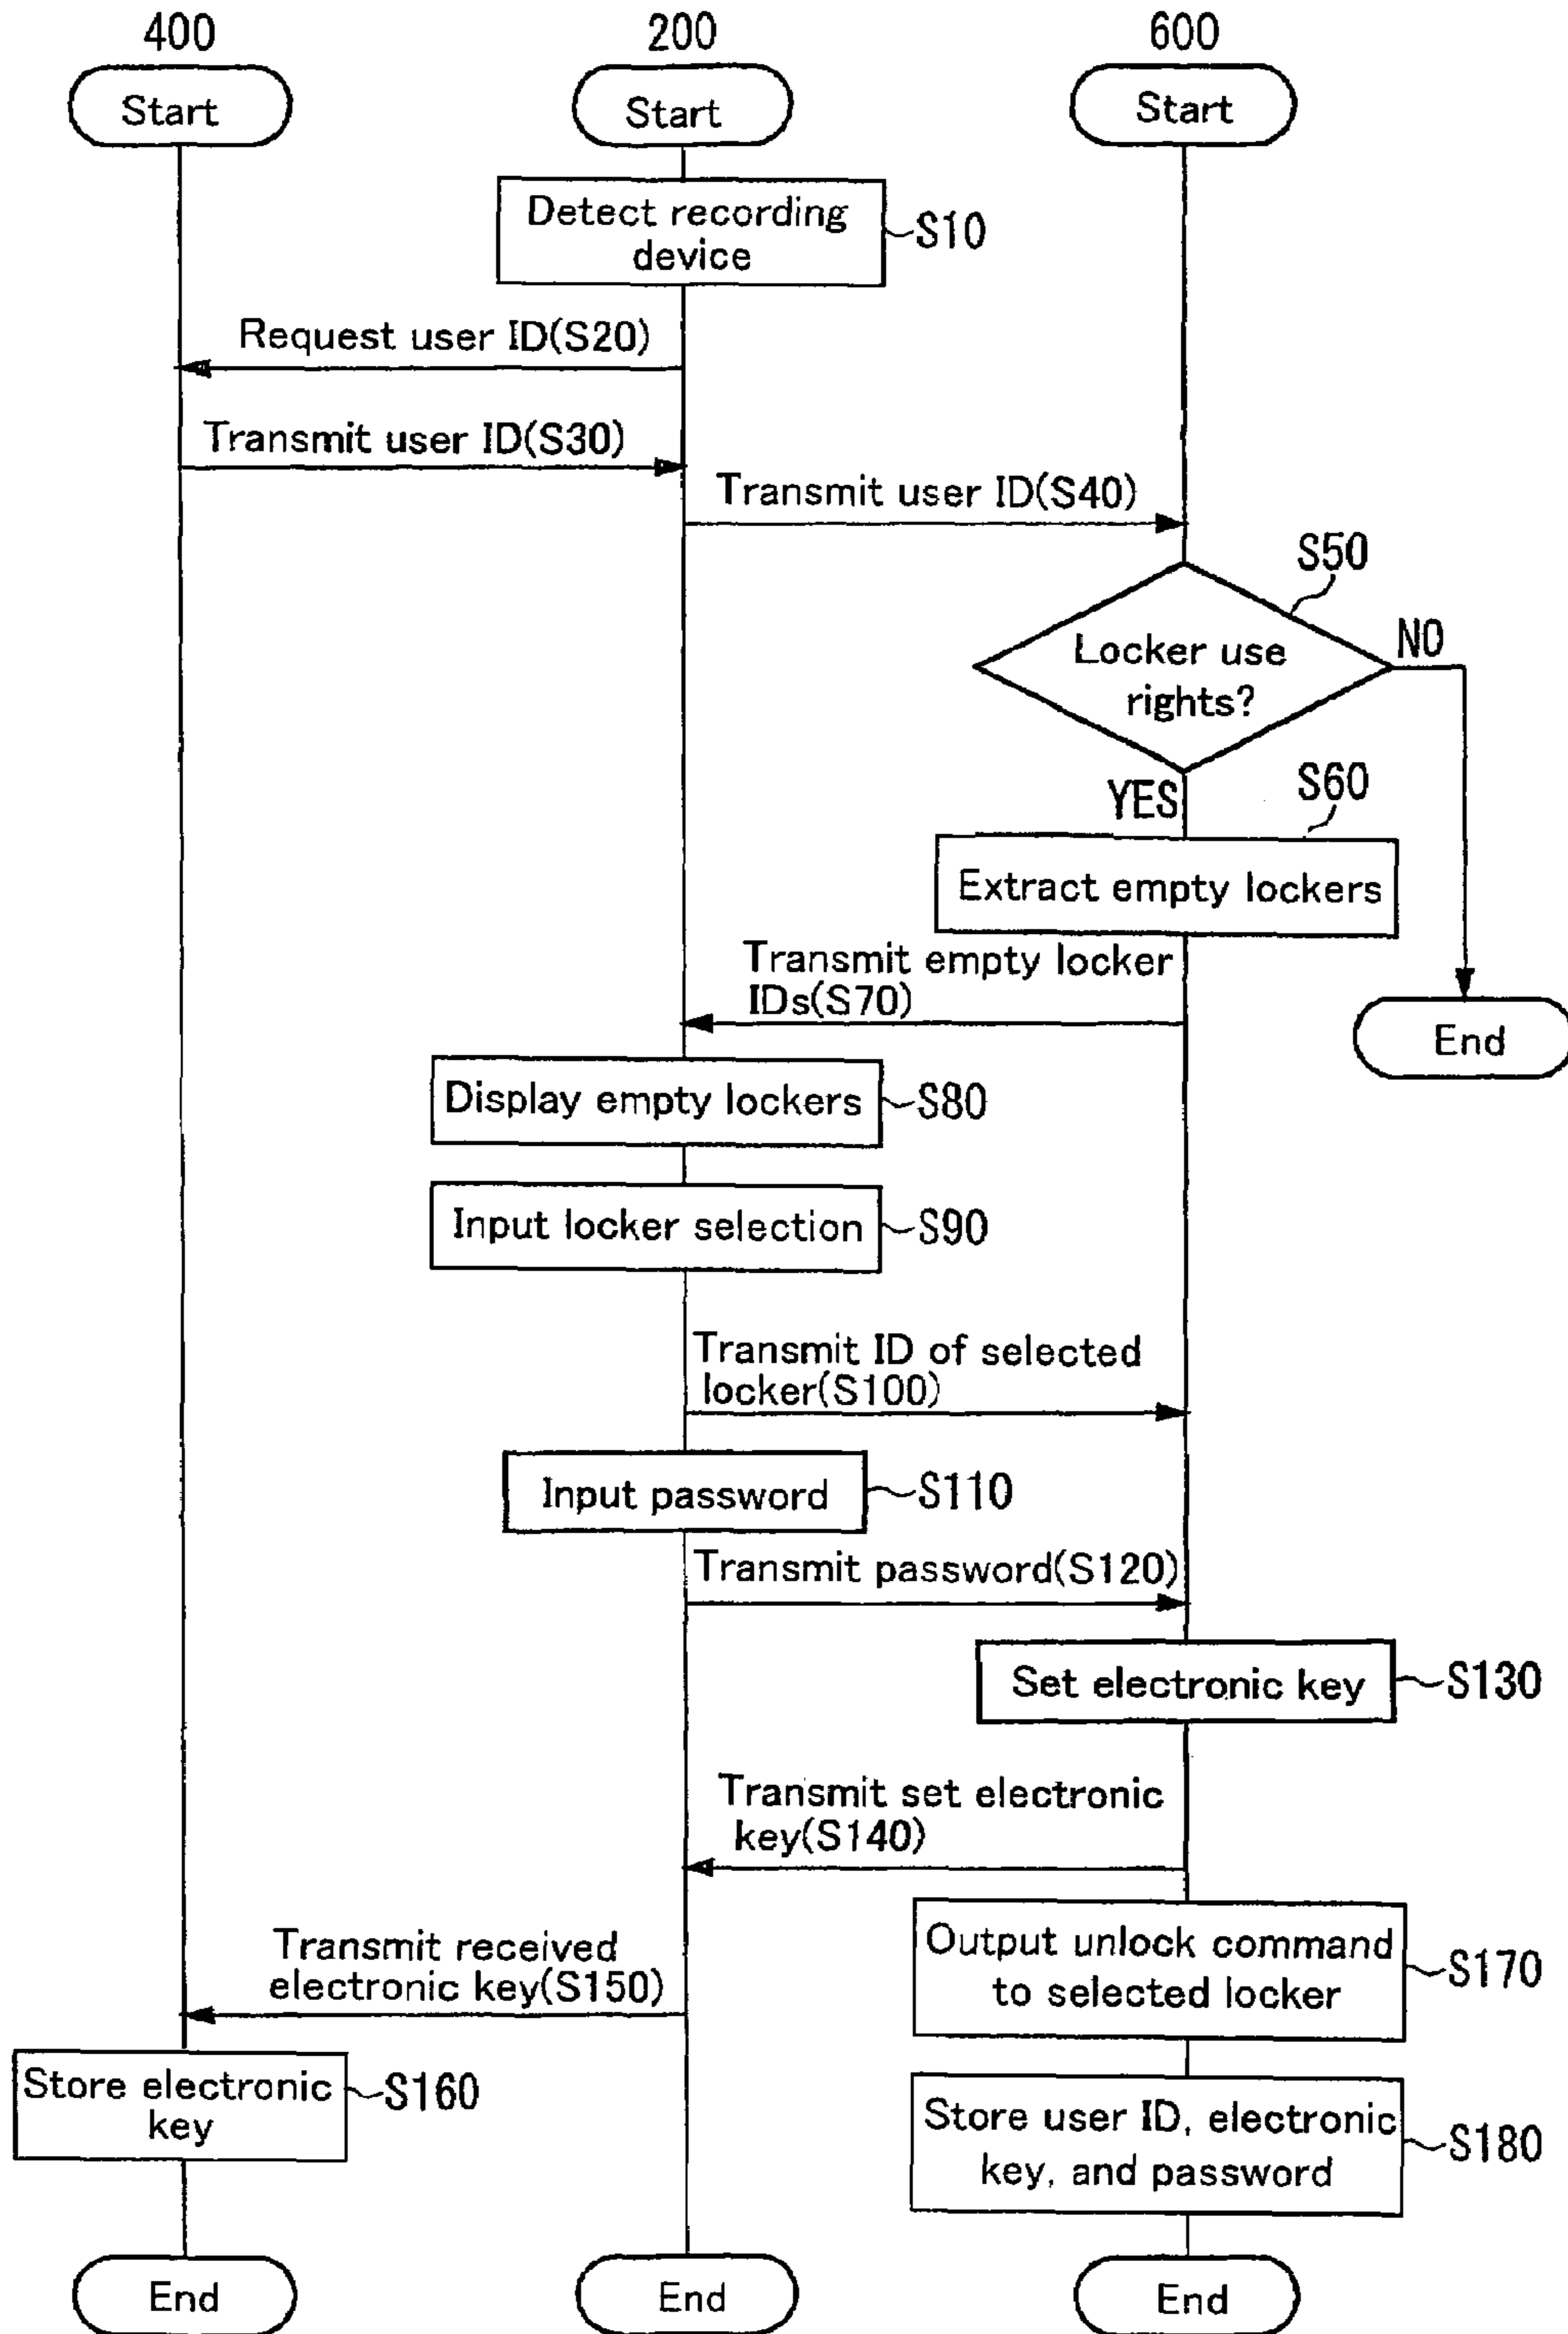 400
200
600
Start
Start
Start
Detect recording
device
S10
Request user ID(S20)
Transmit user ID(S30)
Transmit user ID(S40)
S50
Locker use
rights?
NO
YES
S60
Extract empty lockers
Transmit empty locker
IDs(S70)
End
Display empty lockers
S80
Input locker selection
S90
Transmit ID of selected
locker(S100)
Input password
S110
Transmit password(S120)
Set electronic key
S130
Transmit set electronic
key(S140)
Output unlock command
to selected locker
S170
Transmit received
electronic key(S150)
Store electronic
key
S160
Store user ID, electronic
key, and password
S180
End
End
End